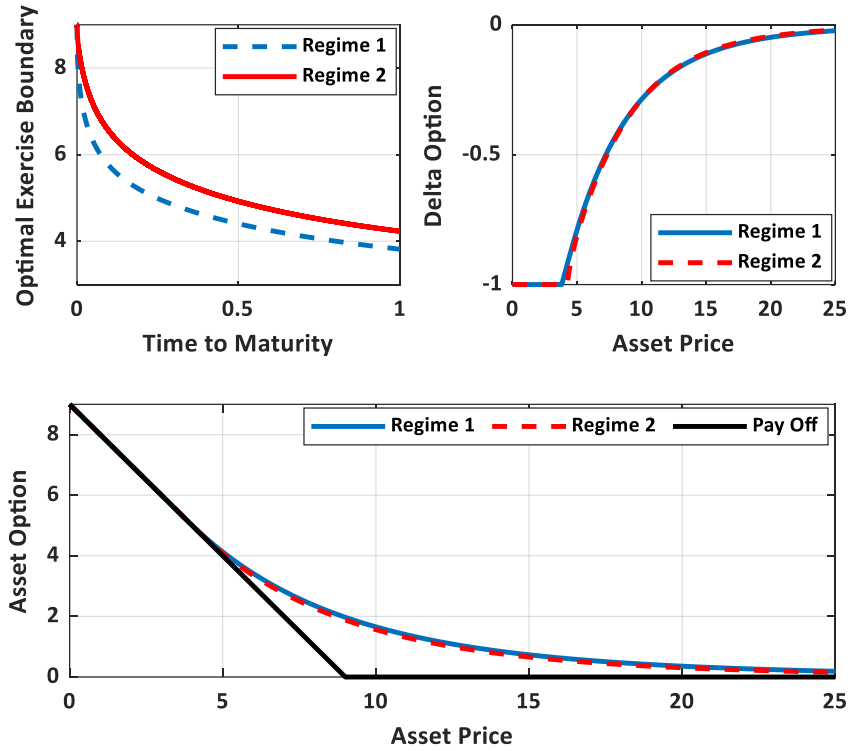 Optimal Exercise Boundary
8
6
4
0
0.5
1
Time to Maturity
Regime 1
Regime 2
Delta Option
0
-0.5
-1
0
5
10
15
20
25
Asset Price
Regime 1
Regime 2
Asset Option
8
6
4
2
0
0
5
10
15
20
25
Asset Price
Regime 1
Regime 2
Pay Off